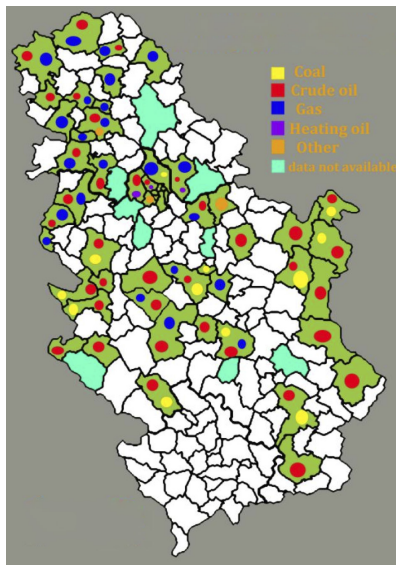 Coal
Crude oil
Gas
Heating oil
Other
data not available